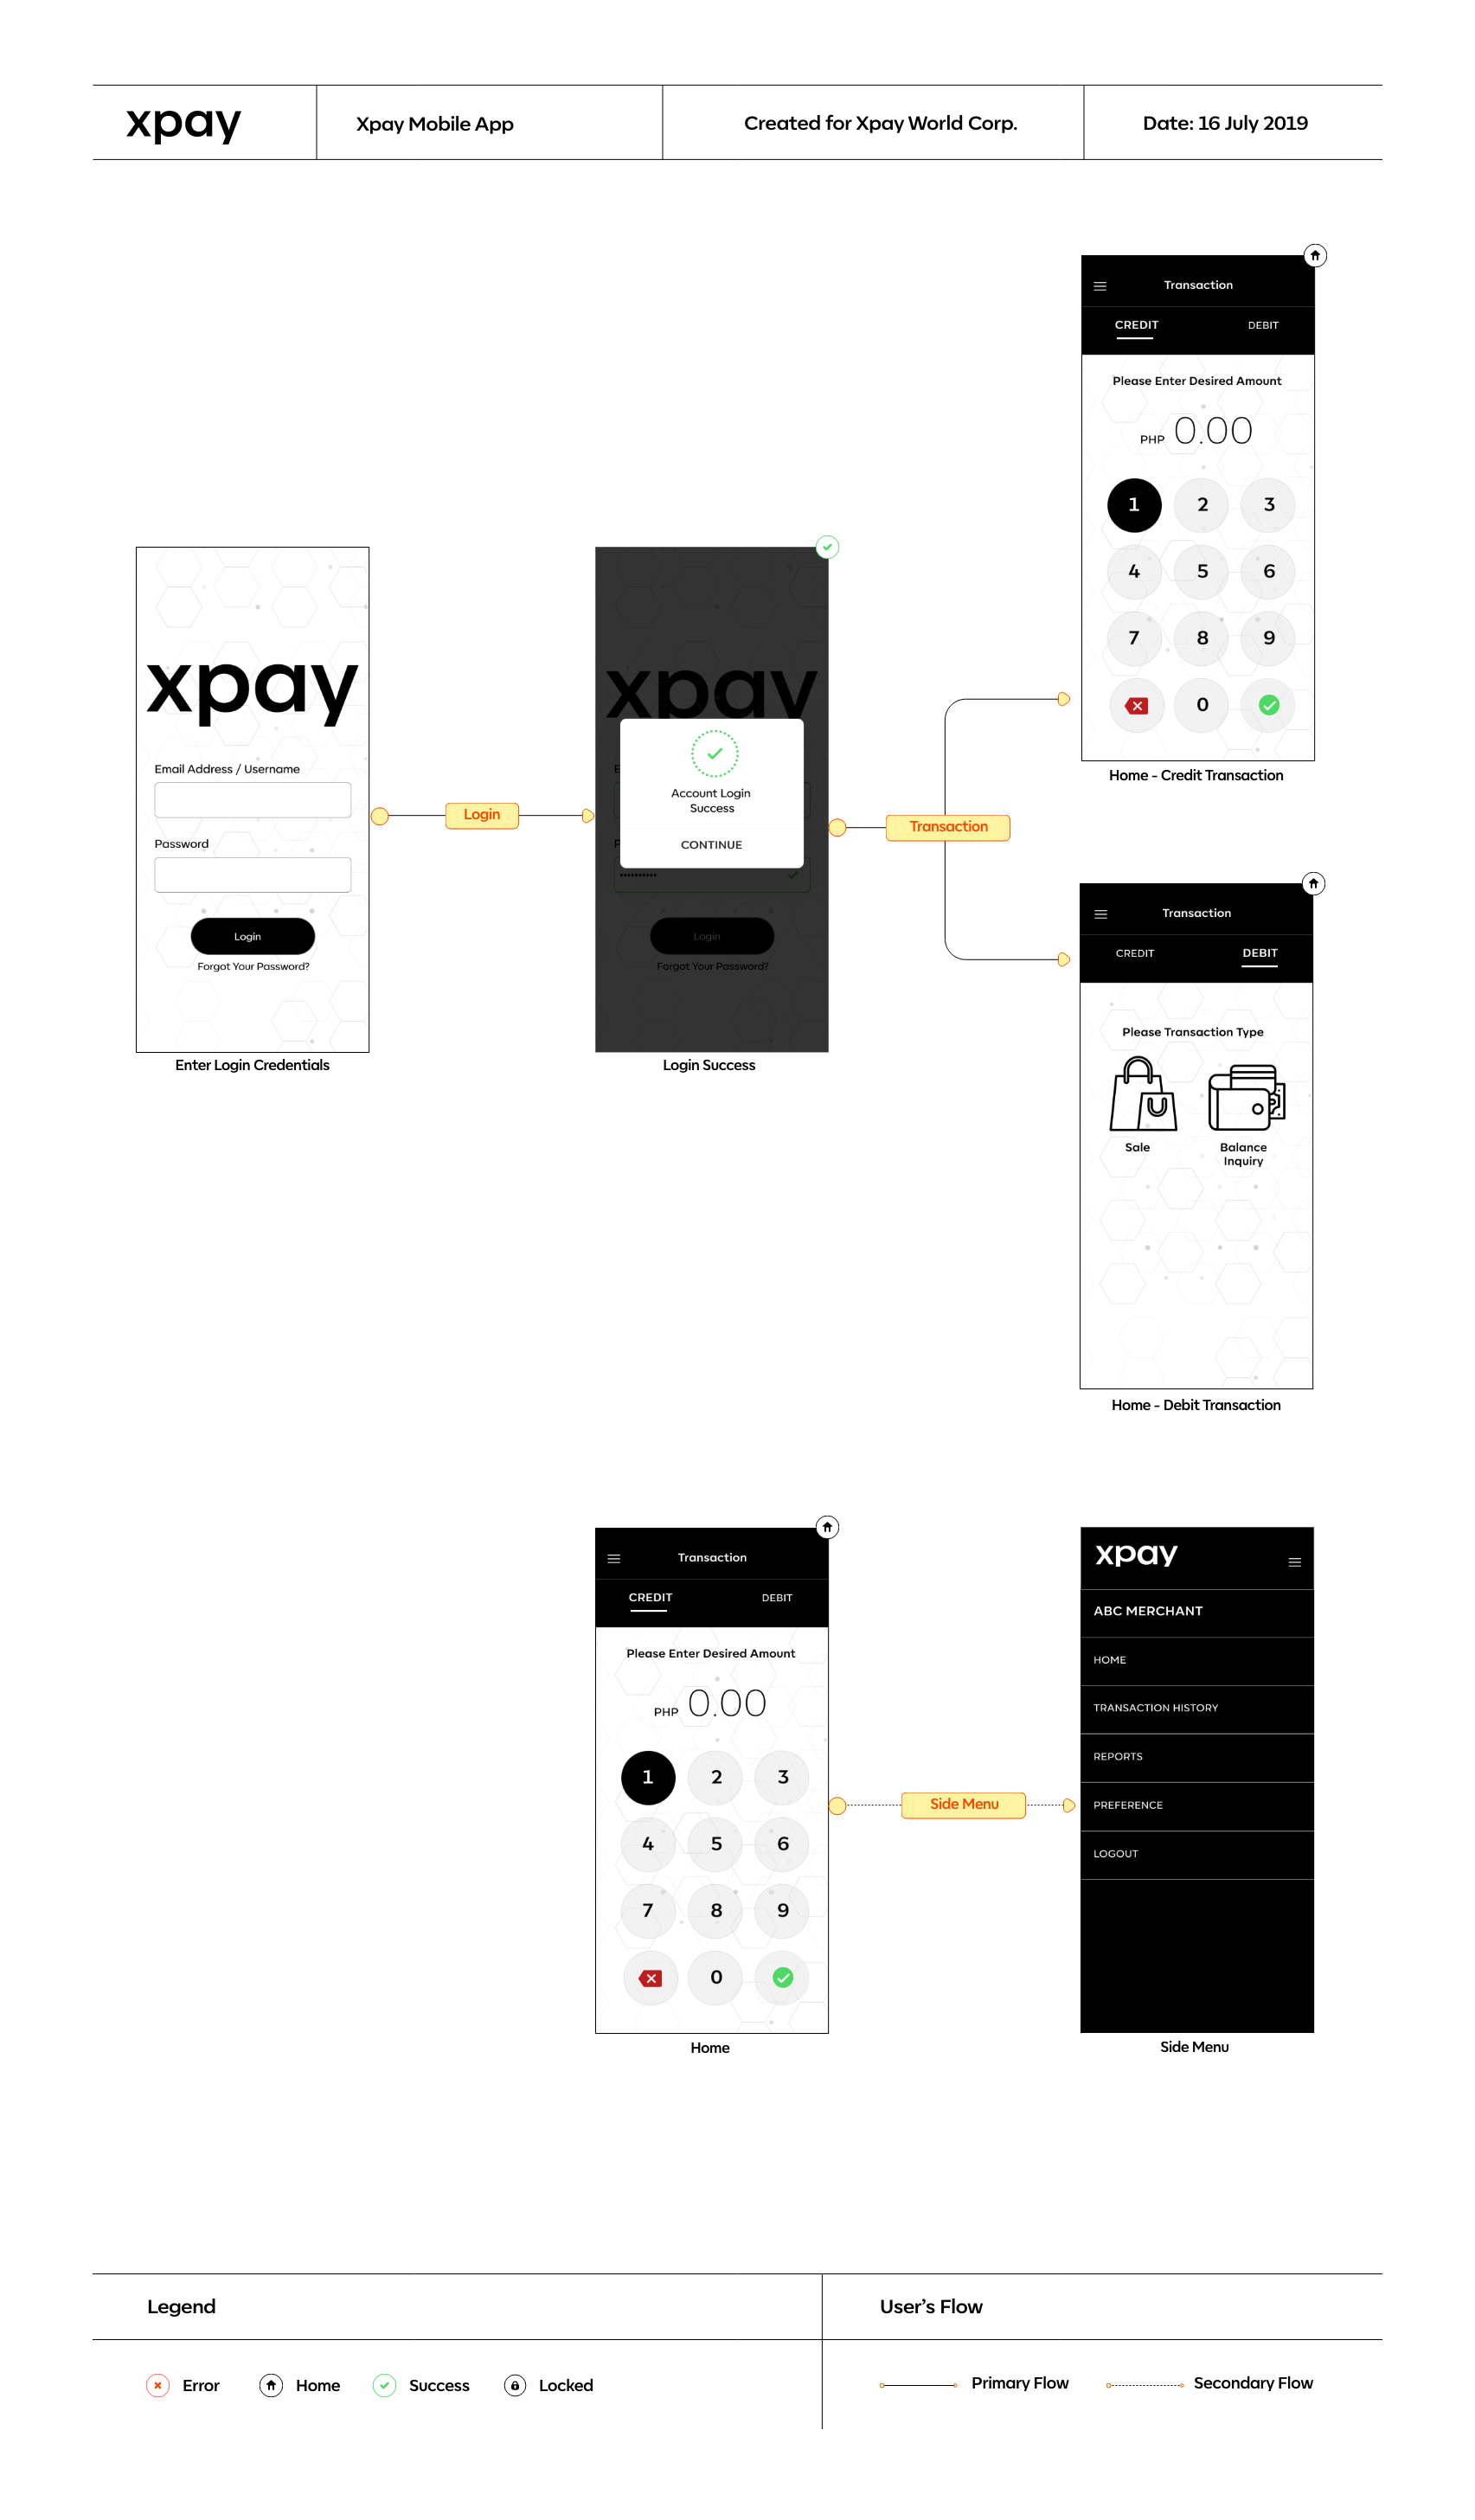 xpay
Xpay Mobile App
Created for Xpay World Corp.
Date: 16 July 2019
Transaction
CREDIT
DEBIT
Please Enter Desired Amount
PHP 0.00
1 2 3
4 5 6
7 8 9
0
Home - Credit Transaction
xpay
Email Address / Username
Password
Login
Forgot Your Password?
Enter Login Credentials
Login
xpay
E
Account Login
Success
CONTINUE
P
••••••••••
Login
Forgot Your Password?
Login Success
Transaction
Transaction
CREDIT
DEBIT
Please Transaction Type
Sale
Balance
Inquiry
Home - Debit Transaction
Transaction
CREDIT
DEBIT
Please Enter Desired Amount
PHP 0.00
1 2 3
4 5 6
7 8 9
0
Home
Side Menu
xpay
ABC MERCHANT
HOME
TRANSACTION HISTORY
REPORTS
PREFERENCE
LOGOUT
Side Menu
Legend
User’s Flow
Error
Home
Success
Locked
Primary Flow
Secondary Flow